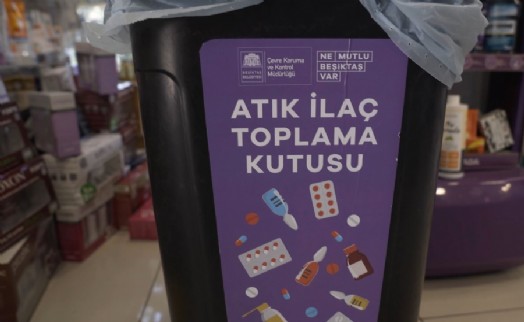 Çevre Koruma
ve Kontrol
Müdürlüğü
NE MUTLU
BEŞİKTAŞ
VAR
ATIK İLAÇ
TOPLAMA
KUTUSU